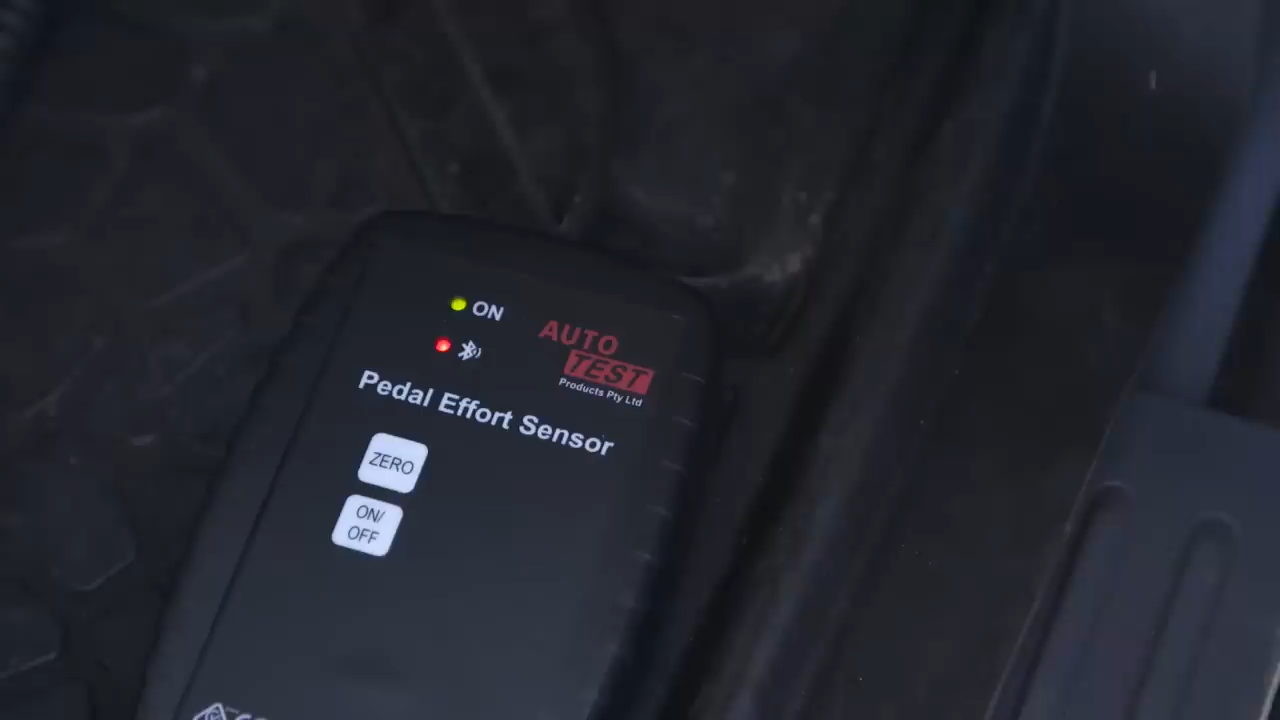 ON
AUTO
TEST
Products Pty Ltd
Pedal Effort Sensor
ZERO
ON/
OFF